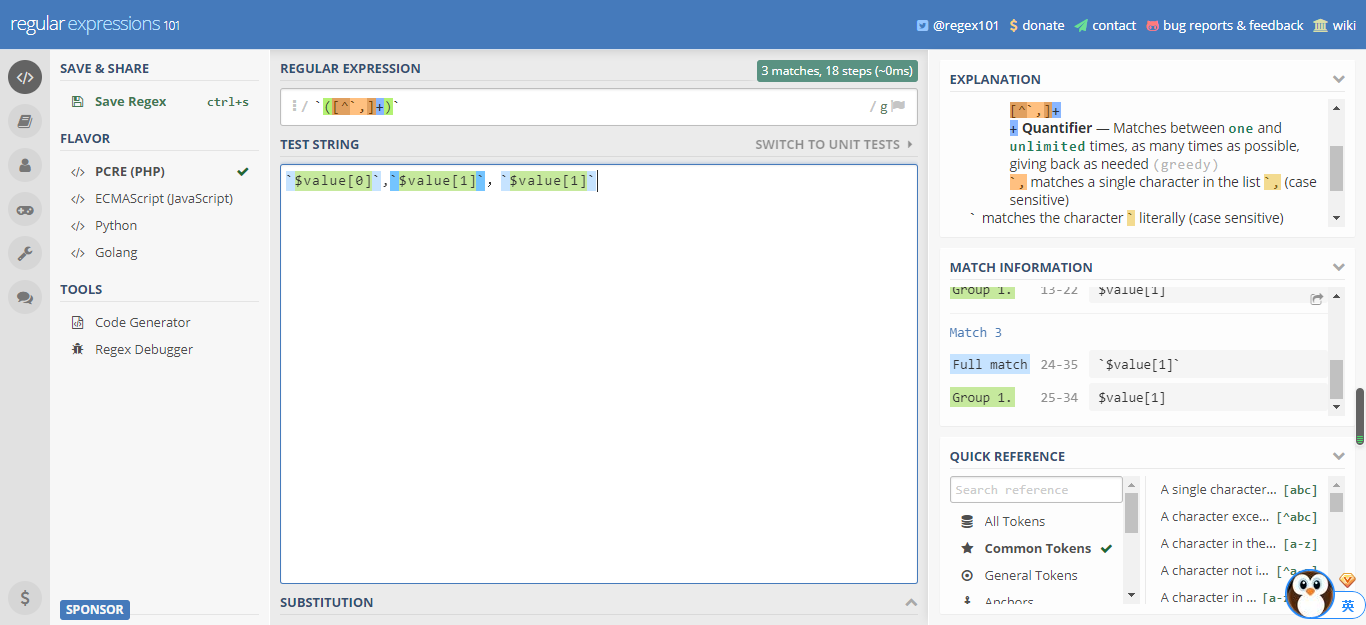 regular expressions 101
@regex101 $ donate contact bug reports & feedback wiki
SAVE & SHARE
Save Regex ctrl+s
FLAVOR
</> PCRE (PHP)
</> ECMAScript (JavaScript)
</> Python
</> Golang
TOOLS
Code Generator
Regex Debugger
$
SPONSOR
REGULAR EXPRESSION
3 matches, 18 steps (~0ms)
/ `([^`,]+)` / g
TEST STRING
SWITCH TO UNIT TESTS
`$value[0]`,`$value[1]`, `$value[1]`
SUBSTITUTION
EXPLANATION
[^`,]+
+ Quantifier — Matches between one and
unlimited times, as many times as possible,
giving back as needed (greedy)
`, matches a single character in the list `, (case
sensitive)
` matches the character ` literally (case sensitive)
MATCH INFORMATION
Group 1. 13-22 $value[1]
Match 3
Full match 24-35 `$value[1]`
Group 1. 25-34 $value[1]
QUICK REFERENCE
Search reference
All Tokens
Common Tokens
General Tokens
Anchors
A single character... [abc]
A character exce... [^abc]
A character in the... [a-z]
A character not i... [^a-
A character in ... [a-
英